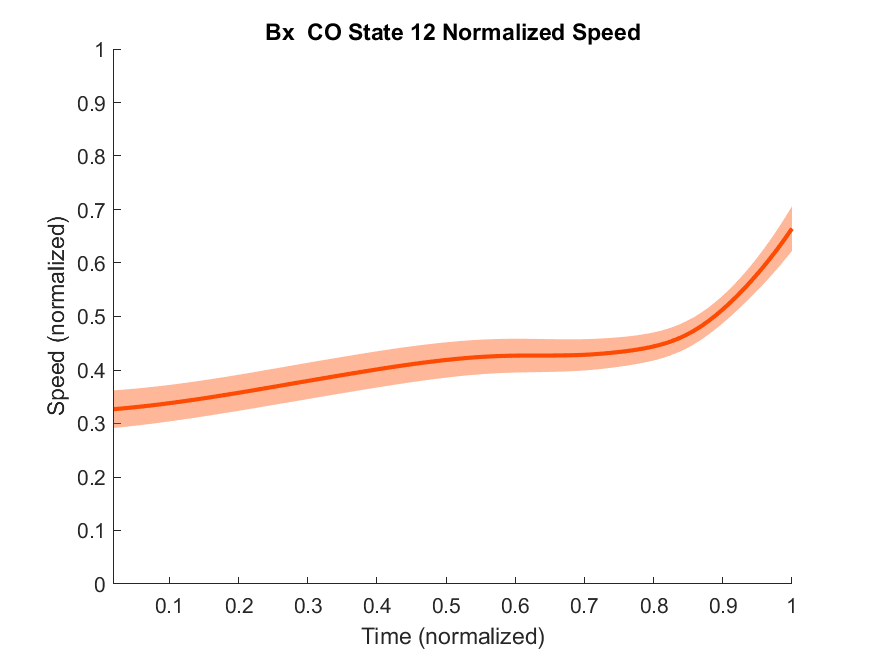 Bx  CO State 12 Normalized Speed
1
0.9
0.8
0.7
0.6
0.5
0.4
0.3
0.2
0.1
0
Speed (normalized)
0.1 0.2 0.3 0.4 0.5 0.6 0.7 0.8 0.9 1
Time (normalized)